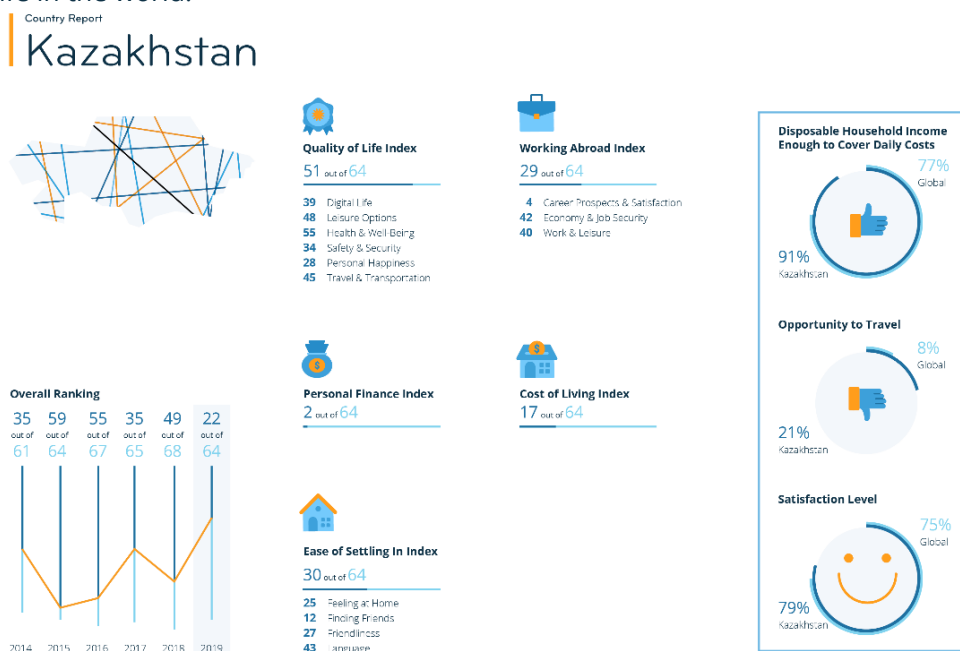 life in the world.
Country Report
Kazakhstan
Quality of Life Index
51 out of 64
39 Digital Life
48 Leisure Options
55 Health & Well-Being
34 Safety & Security
28 Personal Happiness
45 Travel & Transportation
Working Abroad Index
29 out of 64
4 Career Prospects & Satisfaction
42 Economy & Job Security
40 Work & Leisure
Disposable Household Income
Enough to Cover Daily Costs
77%
Global
91%
Kazakhstan
Opportunity to Travel
8%
Global
21%
Kazakhstan
Satisfaction Level
75%
Global
79%
Kazakhstan
Personal Finance Index
2 out of 64
Cost of Living Index
17 out of 64
Overall Ranking
35 59 55 35 49 22
out of out of out of out of out of out of
61 64 67 65 68 64
2014 2015 2016 2017 2018 2019
Ease of Settling In Index
30 out of 64
25 Feeling at Home
12 Finding Friends
27 Friendliness
43 Language